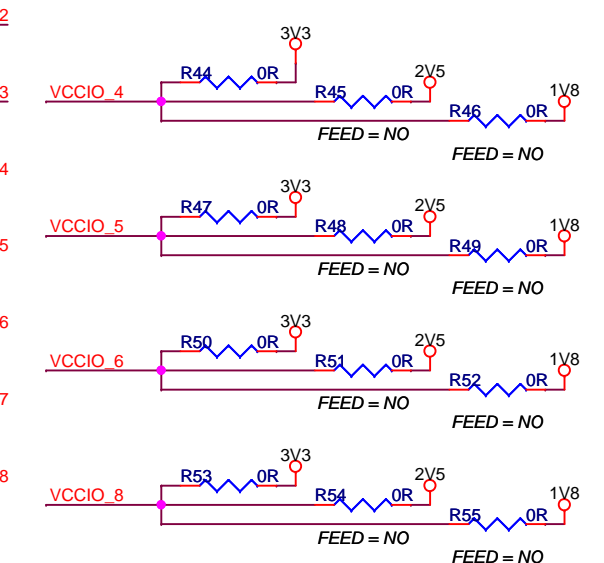 2
3
4
5
6
7
8
3V3
R44 0R
2V5
VCCIO_4
R45 0R
1V8
R46 0R
FEED = NO
FEED = NO
3V3
R47 0R
2V5
VCCIO_5
R48 0R
1V8
R49 0R
FEED = NO
FEED = NO
3V3
R50 0R
2V5
VCCIO_6
R51 0R
1V8
R52 0R
FEED = NO
FEED = NO
3V3
R53 0R
2V5
VCCIO_8
R54 0R
1V8
R55 0R
FEED = NO
FEED = NO